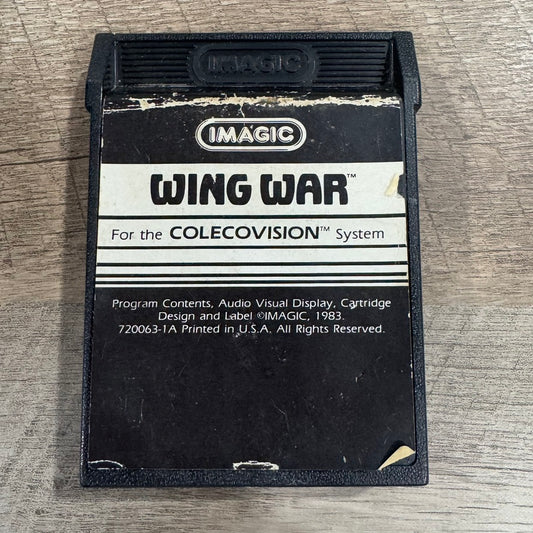 IMAGIC
IMAGIC
WING WAR™
For the COLECOVISION™ System
Program Contents, Audio Visual Display, Cartridge
Design and Label ©IMAGIC, 1983.
720063-1A Printed in U.S.A. All Rights Reserved.